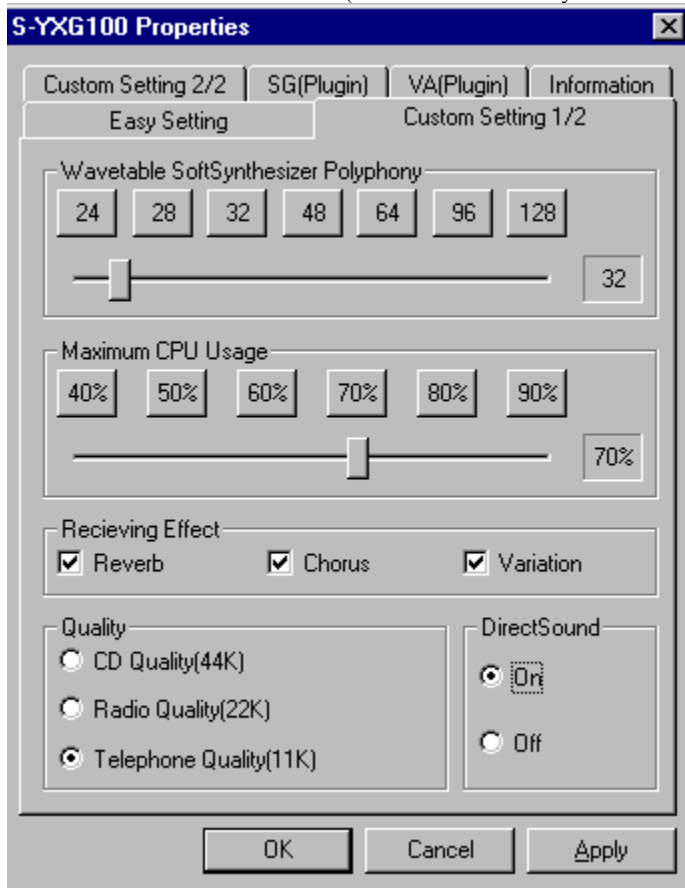 S-YXG100 Properties
Custom Setting 2/2 SG(Plugin) VA(Plugin) Information
Easy Setting Custom Setting 1/2
Wavetable SoftSynthesizer Polyphony
24 28 32 48 64 96 128
32
Maximum CPU Usage
40% 50% 60% 70% 80% 90%
70%
Recieving Effect
Reverb Chorus Variation
Quality DirectSound
CD Quality(44K)
On
Radio Quality(22K)
Off
Telephone Quality(11K)
OK Cancel Apply